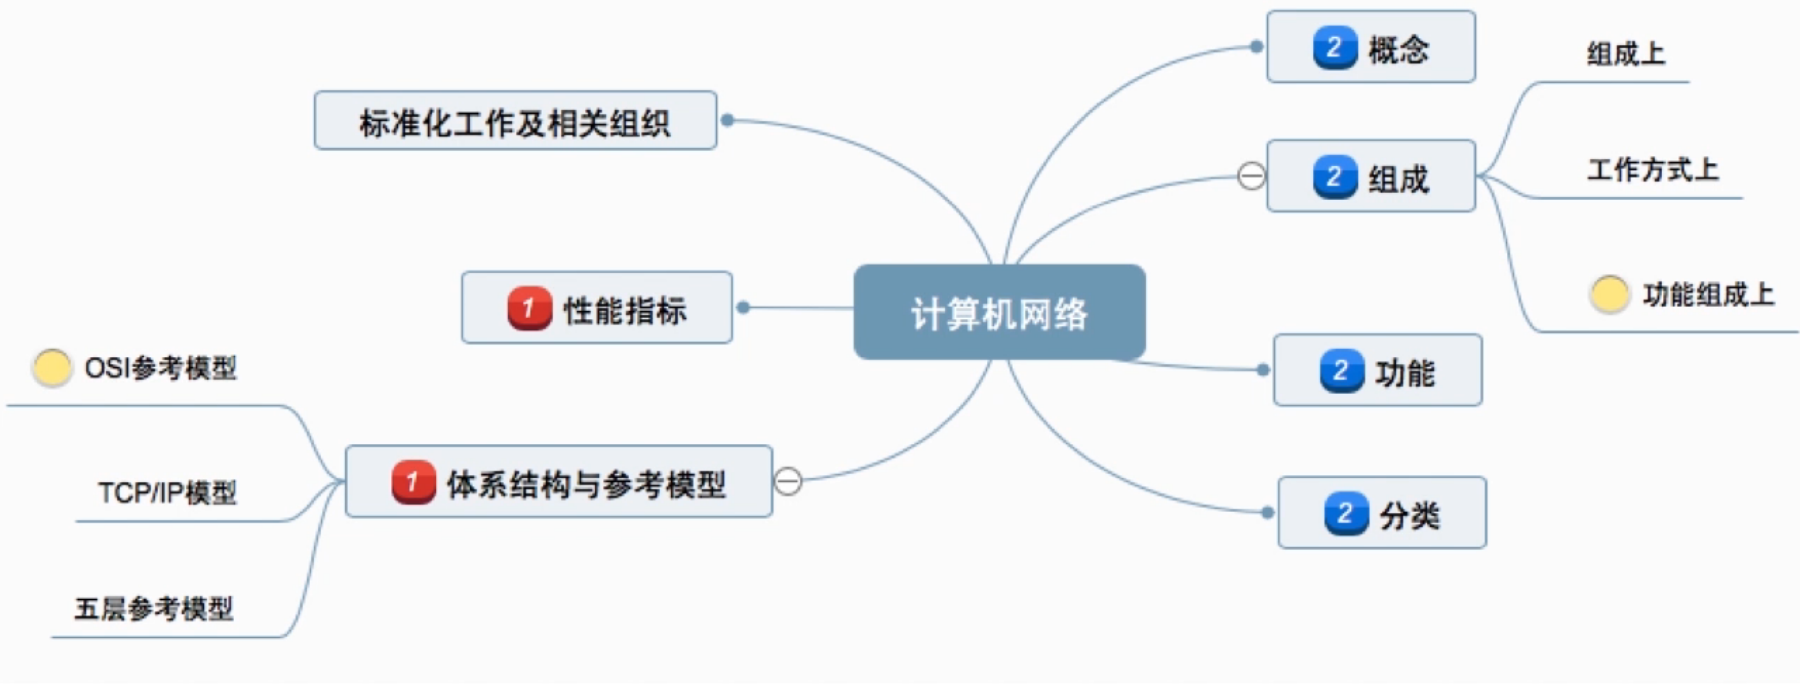 计算机网络
2 概念
2 组成
组成上
工作方式上
功能组成上
2 功能
2 分类
标准化工作及相关组织
1 性能指标
1 体系结构与参考模型
OSI参考模型
TCP/IP模型
五层参考模型